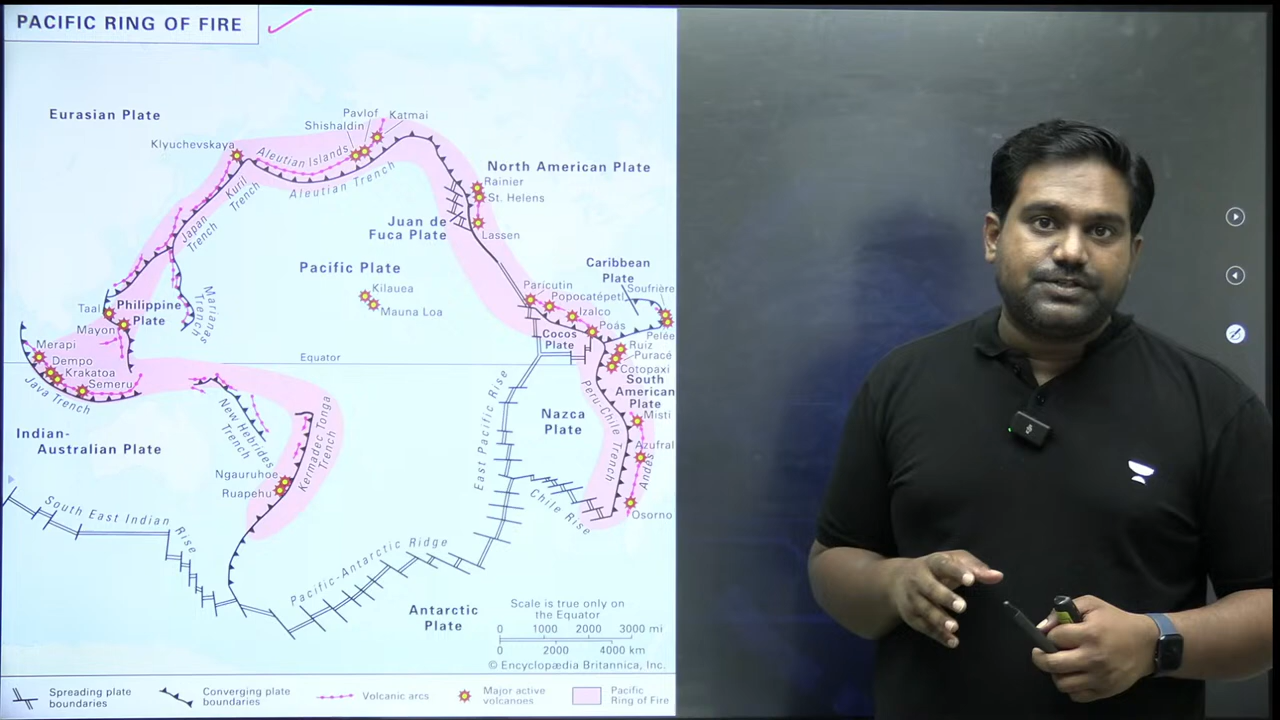 PACIFIC RING OF FIRE
Eurasian Plate
Pavlof
Katmai
Shishaldin
Klyuchevskaya
Aleutian Islands
Aleutian Trench
Kuril
Trench
Japan
Trench
North American Plate
Rainier
St. Helens
Juan de
Fuca Plate
Lassen
Pacific Plate
Kilauea
Mauna Loa
Caribbean
Plate
Soufrière
Paricutín
Popocatépetl
Izalco
Poás
Pelée
Cocos
Plate
Ruiz
Puracé
Cotopaxi
Taal
Philippine
Plate
Mayon
Marianas
Trench
Merapi
Dempo
Krakatoa
Semeru
Java Trench
Equator
South
American
Plate
Misti
Azufral
Andes
Osorno
Peru-Chile Trench
Nazca
Plate
East Pacific Rise
Chile Rise
Indian-
Australian Plate
New Hebrides
Trench
Kermadec Tonga
Trench
Ngauruhoe
Ruapehu
South East Indian
Rise
Pacific-Antarctic Ridge
Antarctic
Plate
Scale is true only on
the Equator
0 1000 2000 3000 mi
0 2000 4000 km
© Encyclopædia Britannica, Inc.
Spreading plate
boundaries
Converging plate
boundaries
Volcanic arcs
Major active
volcanoes
Pacific
Ring of Fire